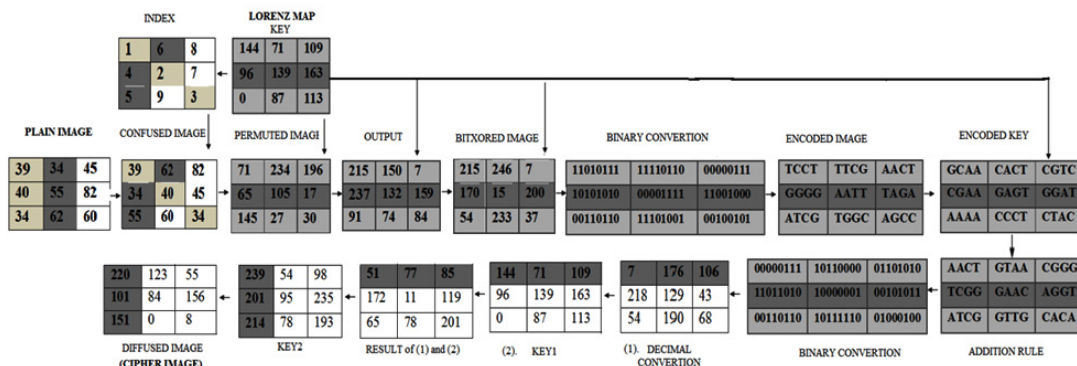 INDEX
LORENZ MAP
KEY
1 6 8
4 2 7
5 9 3
144 71 109
96 139 163
0 87 113
PLAIN IMAGE
CONFUSED IMAGE
PERMUTED IMAGI
OUTPUT
BITXORED IMAGE
BINARY CONVERTION
ENCODED IMAGE
ENCODED KEY
39 34 45
40 55 82
34 62 60
39 62 82
34 40 45
55 60 34
71 234 196
65 105 17
145 27 30
215 150 7
237 132 159
91 74 84
215 246 7
170 15 200
54 233 37
11010111 11110110 00000111
10101010 00001111 11001000
00110110 11101001 00100101
TCCT TTCG AACT
GGGG AATT TAGA
ATCG TGGC AGCC
GCAA CACT CGTC
CGAA GAGT GGAT
AAAA CCCT CTAC
220 123 55
101 84 156
151 0 8
239 54 98
201 95 235
214 78 193
51 77 85
172 11 119
65 78 201
144 71 109
96 139 163
0 87 113
7 176 106
218 129 43
54 190 68
00000111 10110000 01101010
11011010 10000001 00101011
00110110 10111110 01000100
AACT GTAA CGGG
TCGG GAAC AGGT
ATCG GTTG CACA
DIFFUSED IMAGE
(CIPHER IMAGE)
KEY2
RESULT of (1) and (2)
(2). KEY1
(1). DECIMAL
CONVERTION
BINARY CONVERTION
ADDITION RULE